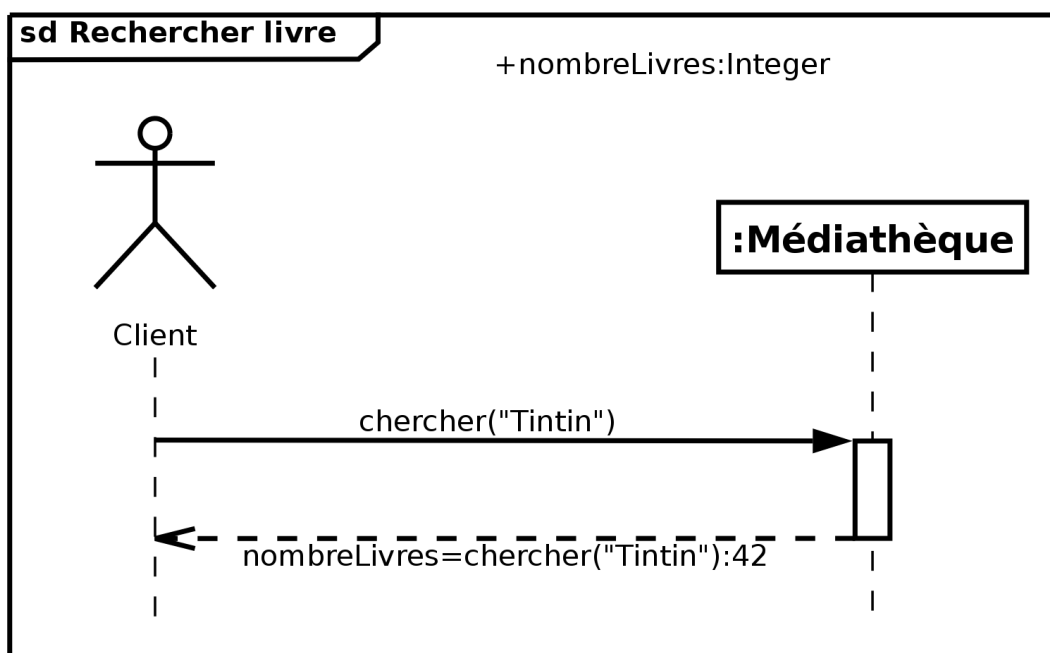 sd Rechercher livre
+nombreLivres:Integer
:Médiathèque
Client
chercher("Tintin")
nombreLivres=chercher("Tintin"):42